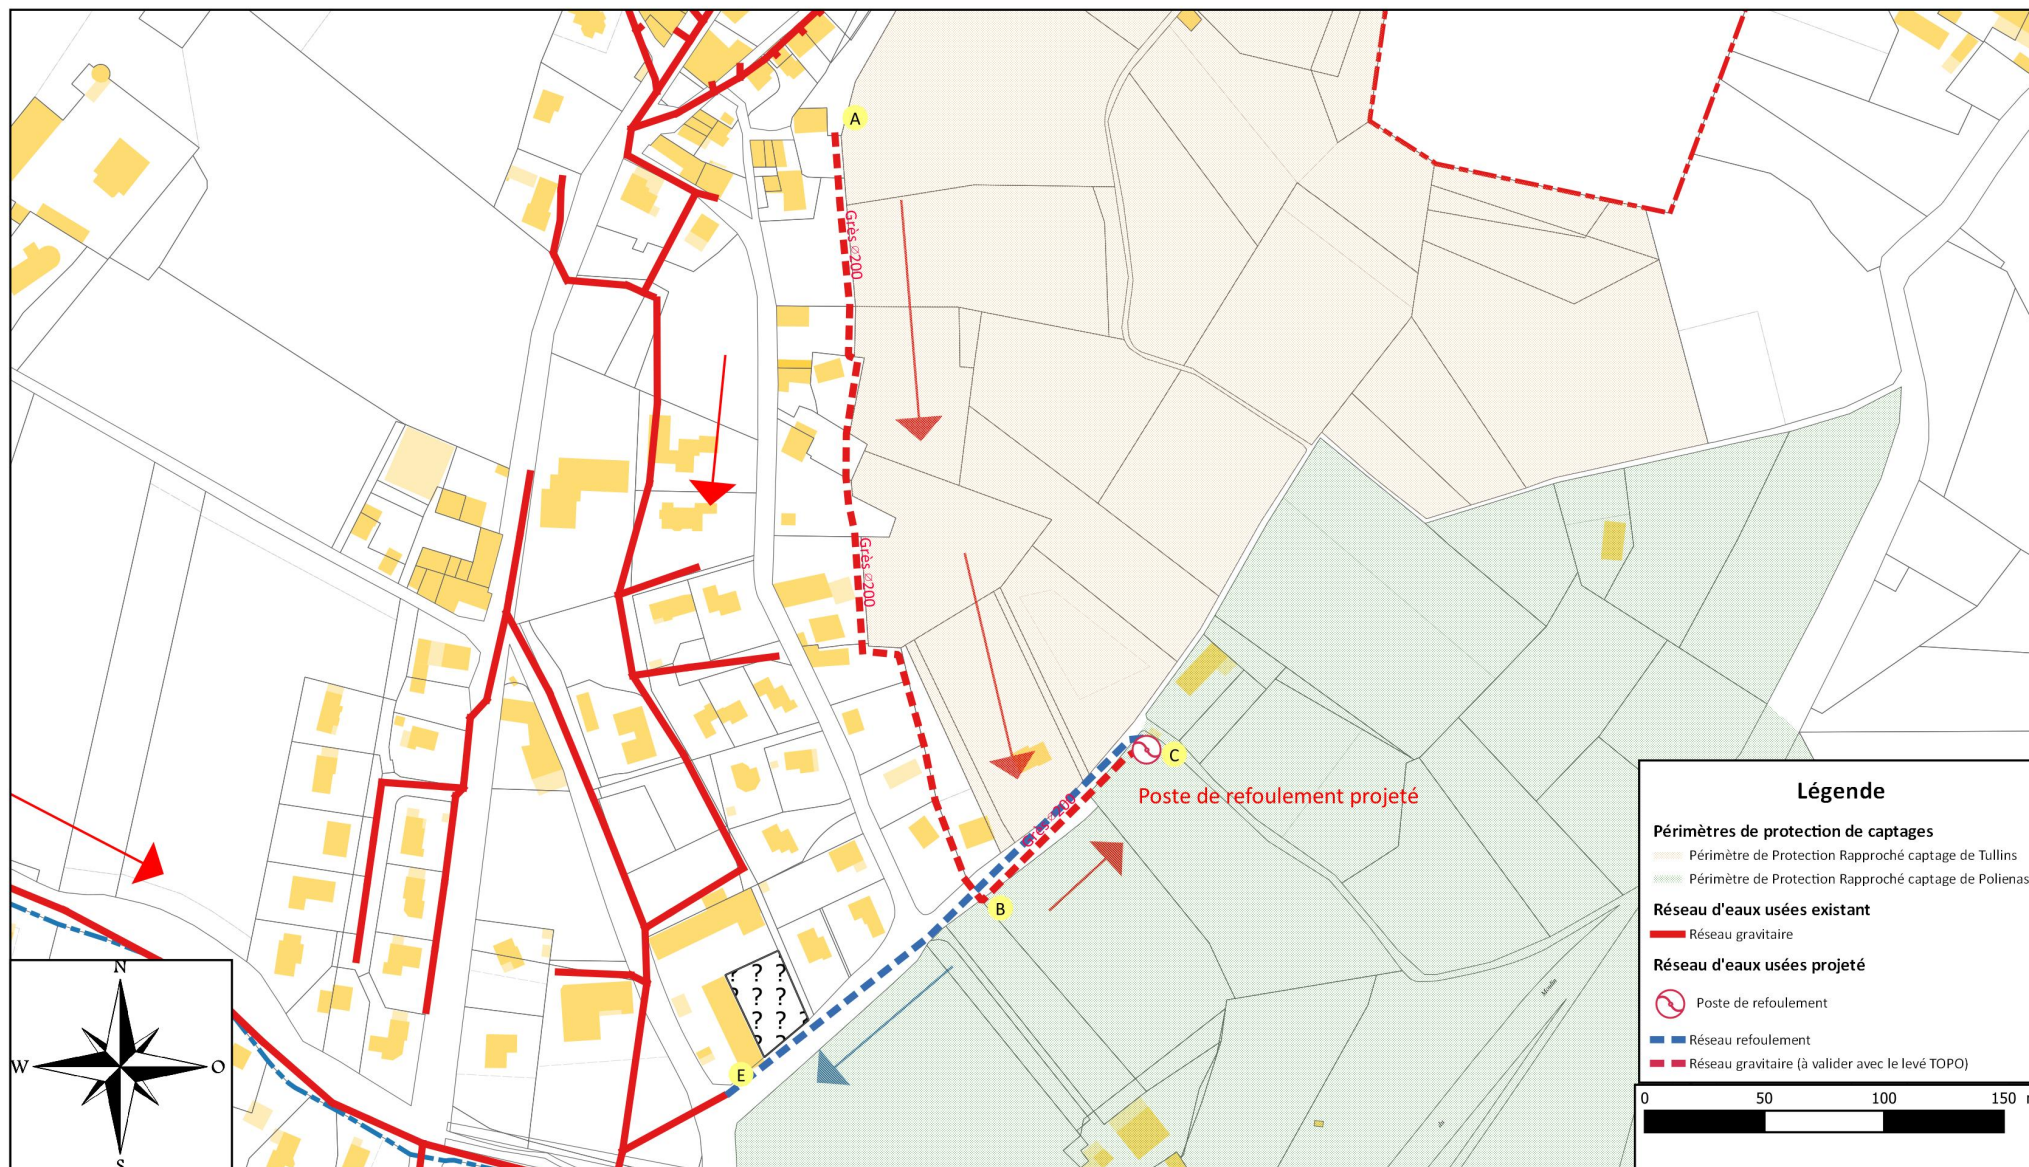 A
Grès ⌀200
Grès ⌀200
C
Poste de refoulement projeté
Grès ⌀200
B
E
? ?
? ? ?
? ? ?
? ? ?
? ?
N
W
O
S
Moulin
du
Légende
Périmètres de protection de captages
Périmètre de Protection Rapproché captage de Tullins
Périmètre de Protection Rapproché captage de Polienas
Réseau d'eaux usées existant
Réseau gravitaire
Réseau d'eaux usées projeté
Poste de refoulement
Réseau refoulement
Réseau gravitaire (à valider avec le levé TOPO)
0 50 100 150